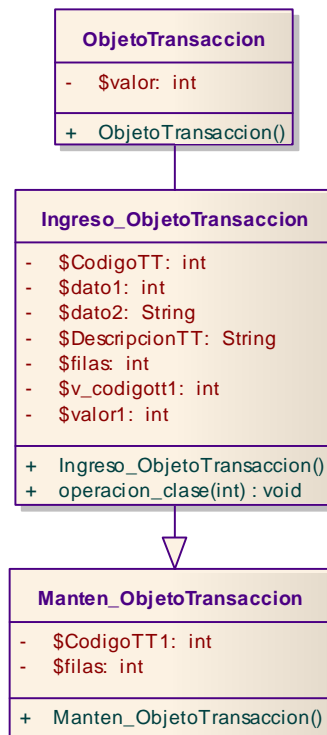 ObjetoTransaccion
- $valor: int
+ ObjetoTransaccion()
Ingreso_ObjetoTransaccion
- $CodigoTT: int
- $dato1: int
- $dato2: String
- $DescripcionTT: String
- $filas: int
- $v_codigott1: int
- $valor1: int
+ Ingreso_ObjetoTransaccion()
+ operacion_clase(int) : void
Manten_ObjetoTransaccion
- $CodigoTT1: int
- $filas: int
+ Manten_ObjetoTransaccion()